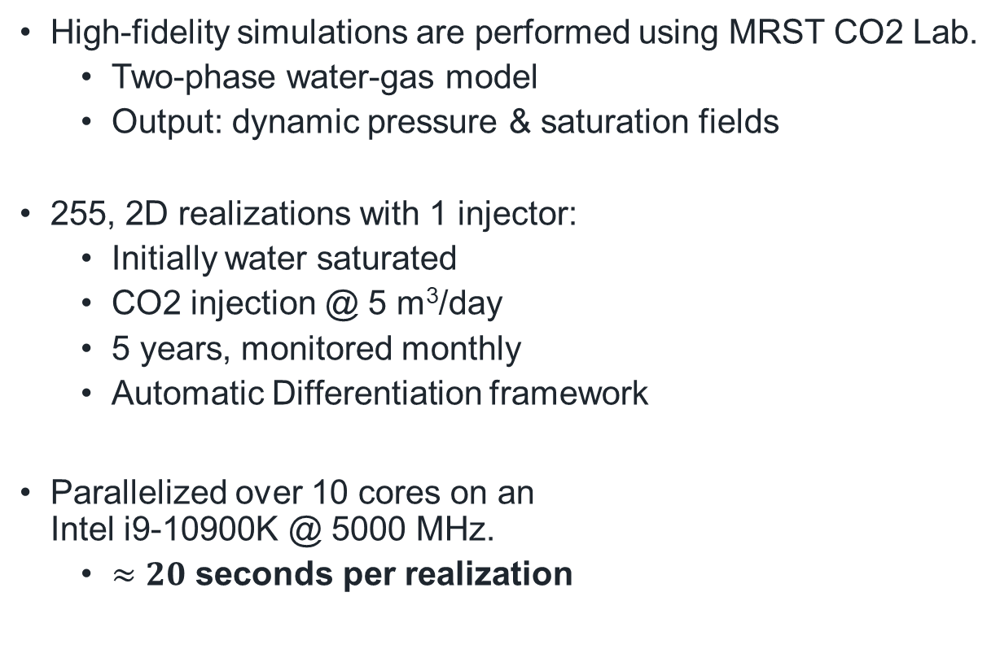 • High-fidelity simulations are performed using MRST CO2 Lab.
• Two-phase water-gas model
• Output: dynamic pressure & saturation fields
• 255, 2D realizations with 1 injector:
• Initially water saturated
• CO2 injection @ 5 m³/day
• 5 years, monitored monthly
• Automatic Differentiation framework
• Parallelized over 10 cores on an
Intel i9-10900K @ 5000 MHz.
• ≈ 20 seconds per realization